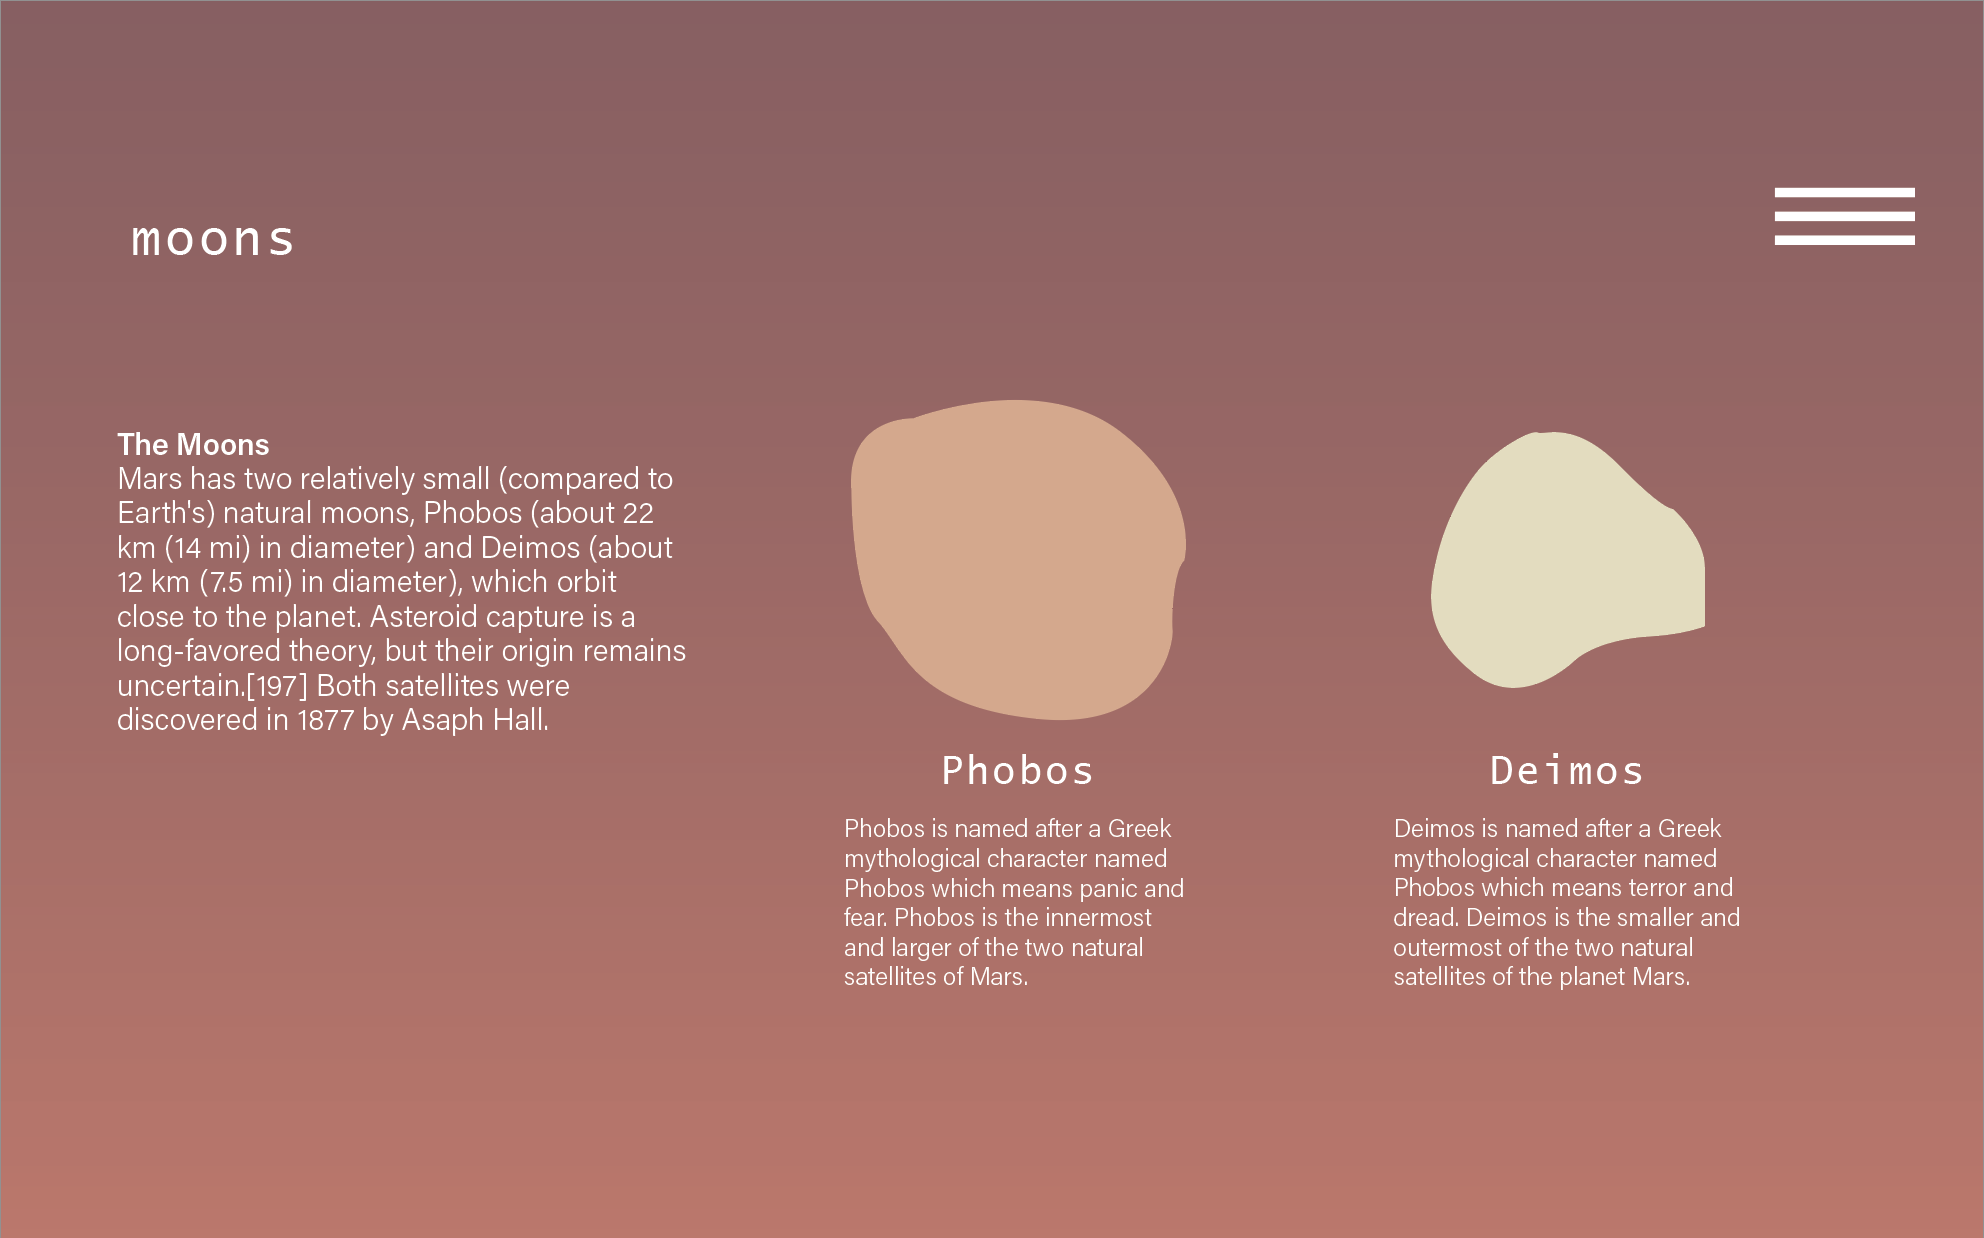 moons
The Moons
Mars has two relatively small (compared to
Earth's) natural moons, Phobos (about 22
km (14 mi) in diameter) and Deimos (about
12 km (7.5 mi) in diameter), which orbit
close to the planet. Asteroid capture is a
long-favored theory, but their origin remains
uncertain.[197] Both satellites were
discovered in 1877 by Asaph Hall.
Phobos
Phobos is named after a Greek
mythological character named
Phobos which means panic and
fear. Phobos is the innermost
and larger of the two natural
satellites of Mars.
Deimos
Deimos is named after a Greek
mythological character named
Phobos which means terror and
dread. Deimos is the smaller and
outermost of the two natural
satellites of the planet Mars.